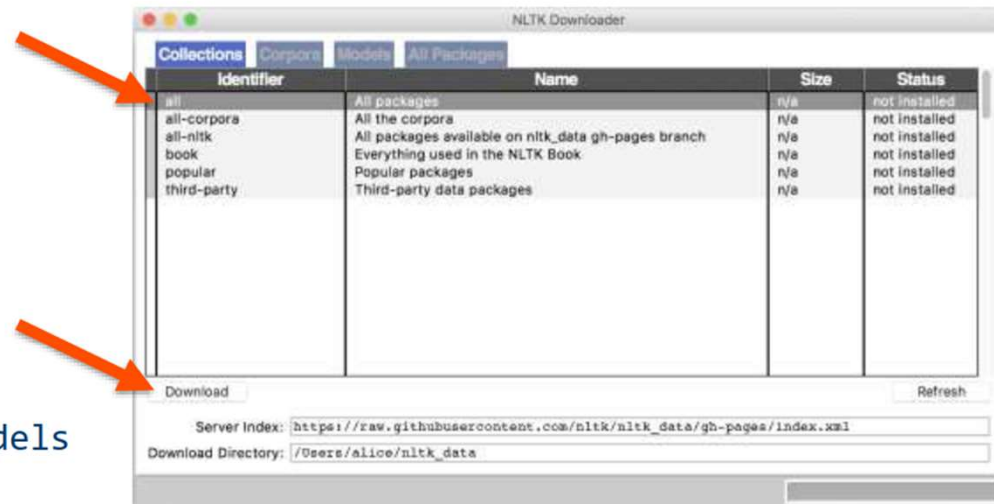 NLTK Downloader
Collections Corpora Models All Packages
Identifier Name Size Status
all All packages n/a not installed
all-corpora All the corpora n/a not installed
all-nltk All packages available on nltk_data gh-pages branch n/a not installed
book Everything used in the NLTK Book n/a not installed
popular Popular packages n/a not installed
third-party Third-party data packages n/a not installed
Download Refresh
Server Index: https://raw.githubusercontent.com/nltk/nltk_data/gh-pages/index.xml
dels
Download Directory: /Users/alice/nltk_data